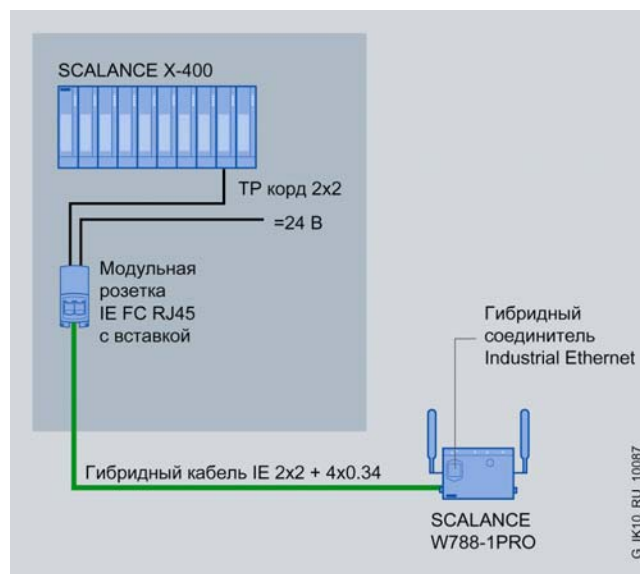 SCALANCE X-400
TP корд 2x2
=24 В
Модульная
розетка
IE FC RJ45
с вставкой
Гибридный
соединитель
Industrial Ethernet
Гибридный кабель IE 2x2 + 4x0.34
SCALANCE
W788-1PRO
G_IK10_RU_10087